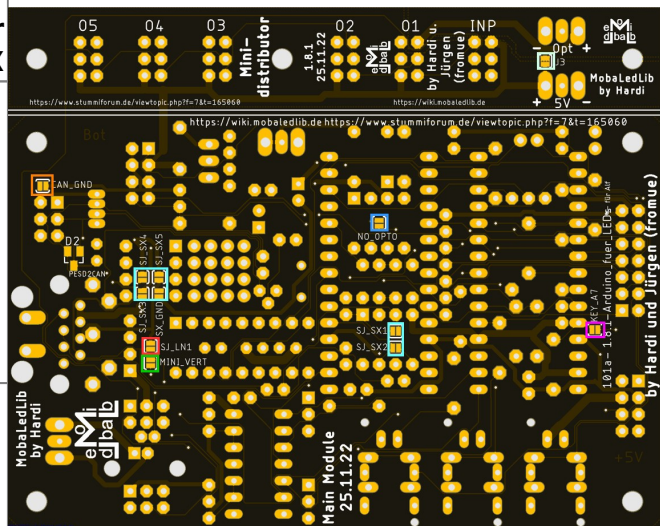 05
04
03
Mini-
distributor
1.8.1
25.11.22
02
01
by Hardi u.
Jürgen
(fromue)
INP
- Opt +
J3
MobaLedLib
by Hardi
+ 5V -
https://www.stummiforum.de/viewtopic.php?f=7&t=165060
https://wiki.mobaledlib.de
https://wiki.mobaledlib.de https://www.stummiforum.de/viewtopic.php?f=7&t=165060
Bot
CAN_GND
D2
PESD2CAN
SJ_SX4
SJ_SX5
SJ_SX3
SX_GND
NO_OPTO
SJ_LN1
MINI_VERT
SJ_SX1
SJ_SX2
KEY_A7
by Hardi und Jürgen (fromue)
MobaLedLib
by Hardi
Main Module
25.11.22
+5V